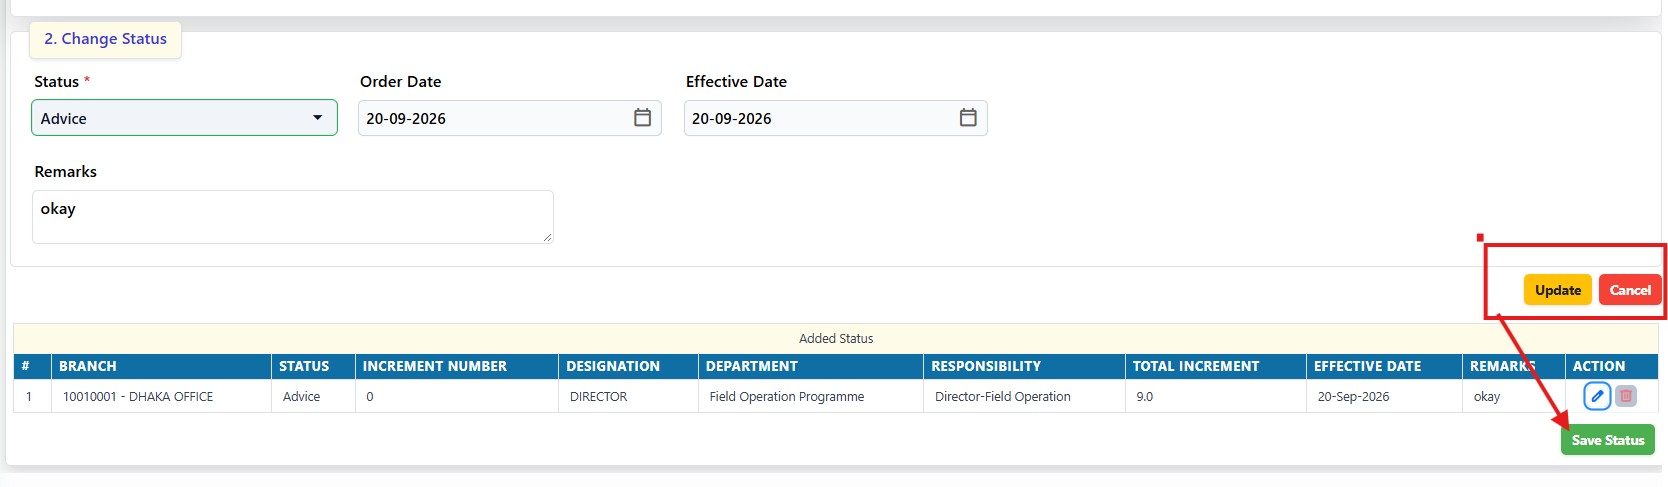 2. Change Status
Status * Order Date Effective Date
Advice 20-09-2026 20-09-2026
Remarks
okay
Update Cancel
Added Status
# BRANCH STATUS INCREMENT NUMBER DESIGNATION DEPARTMENT RESPONSIBILITY TOTAL INCREMENT EFFECTIVE DATE REMARKS ACTION
1 10010001 - DHAKA OFFICE Advice 0 DIRECTOR Field Operation Programme Director-Field Operation 9.0 20-Sep-2026 okay
Save Status